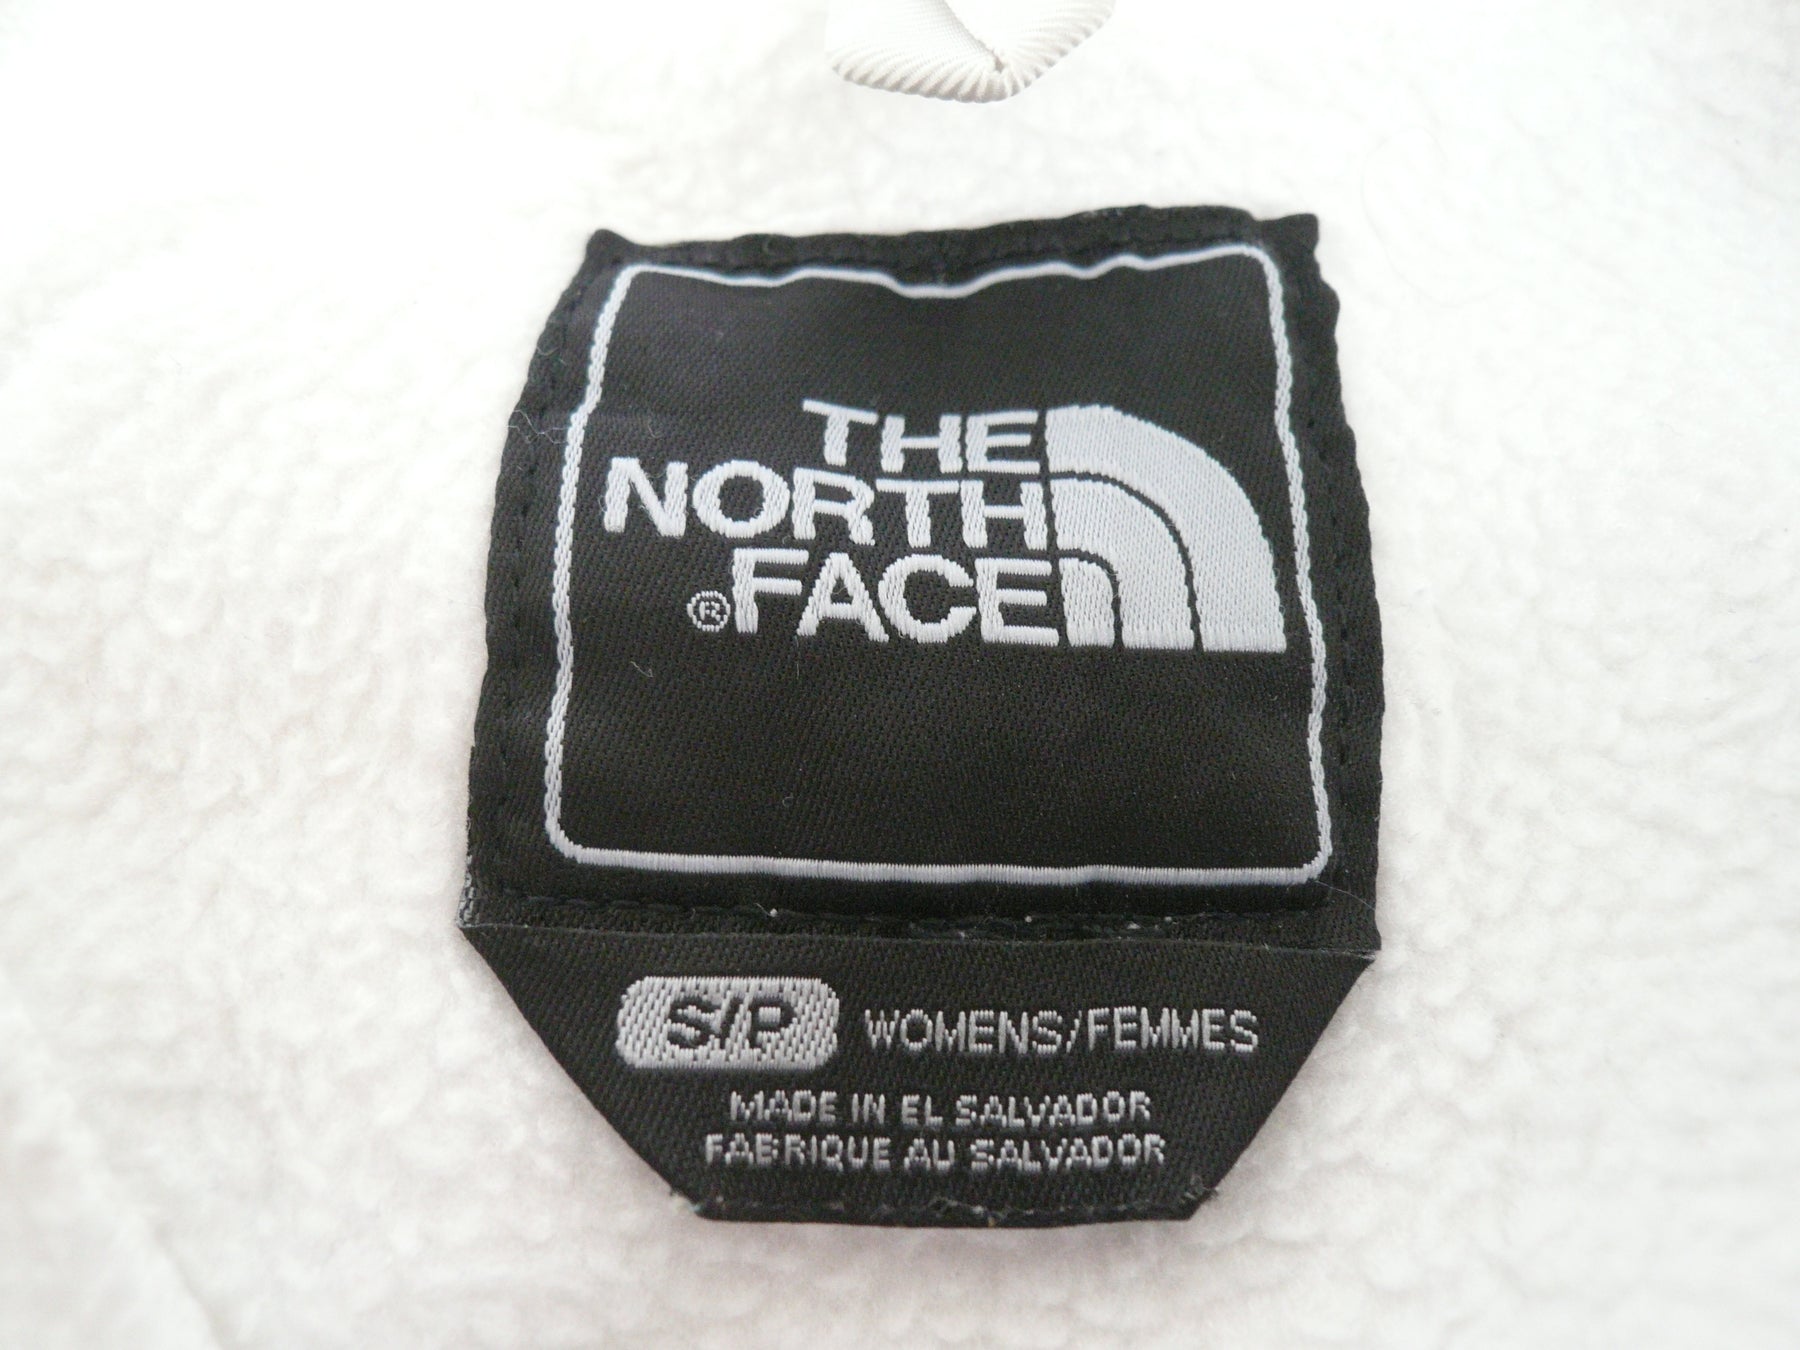 THE
NORTH
®FACE
S/P WOMENS/FEMMES
MADE IN EL SALVADOR
FABRIQUE AU SALVADOR